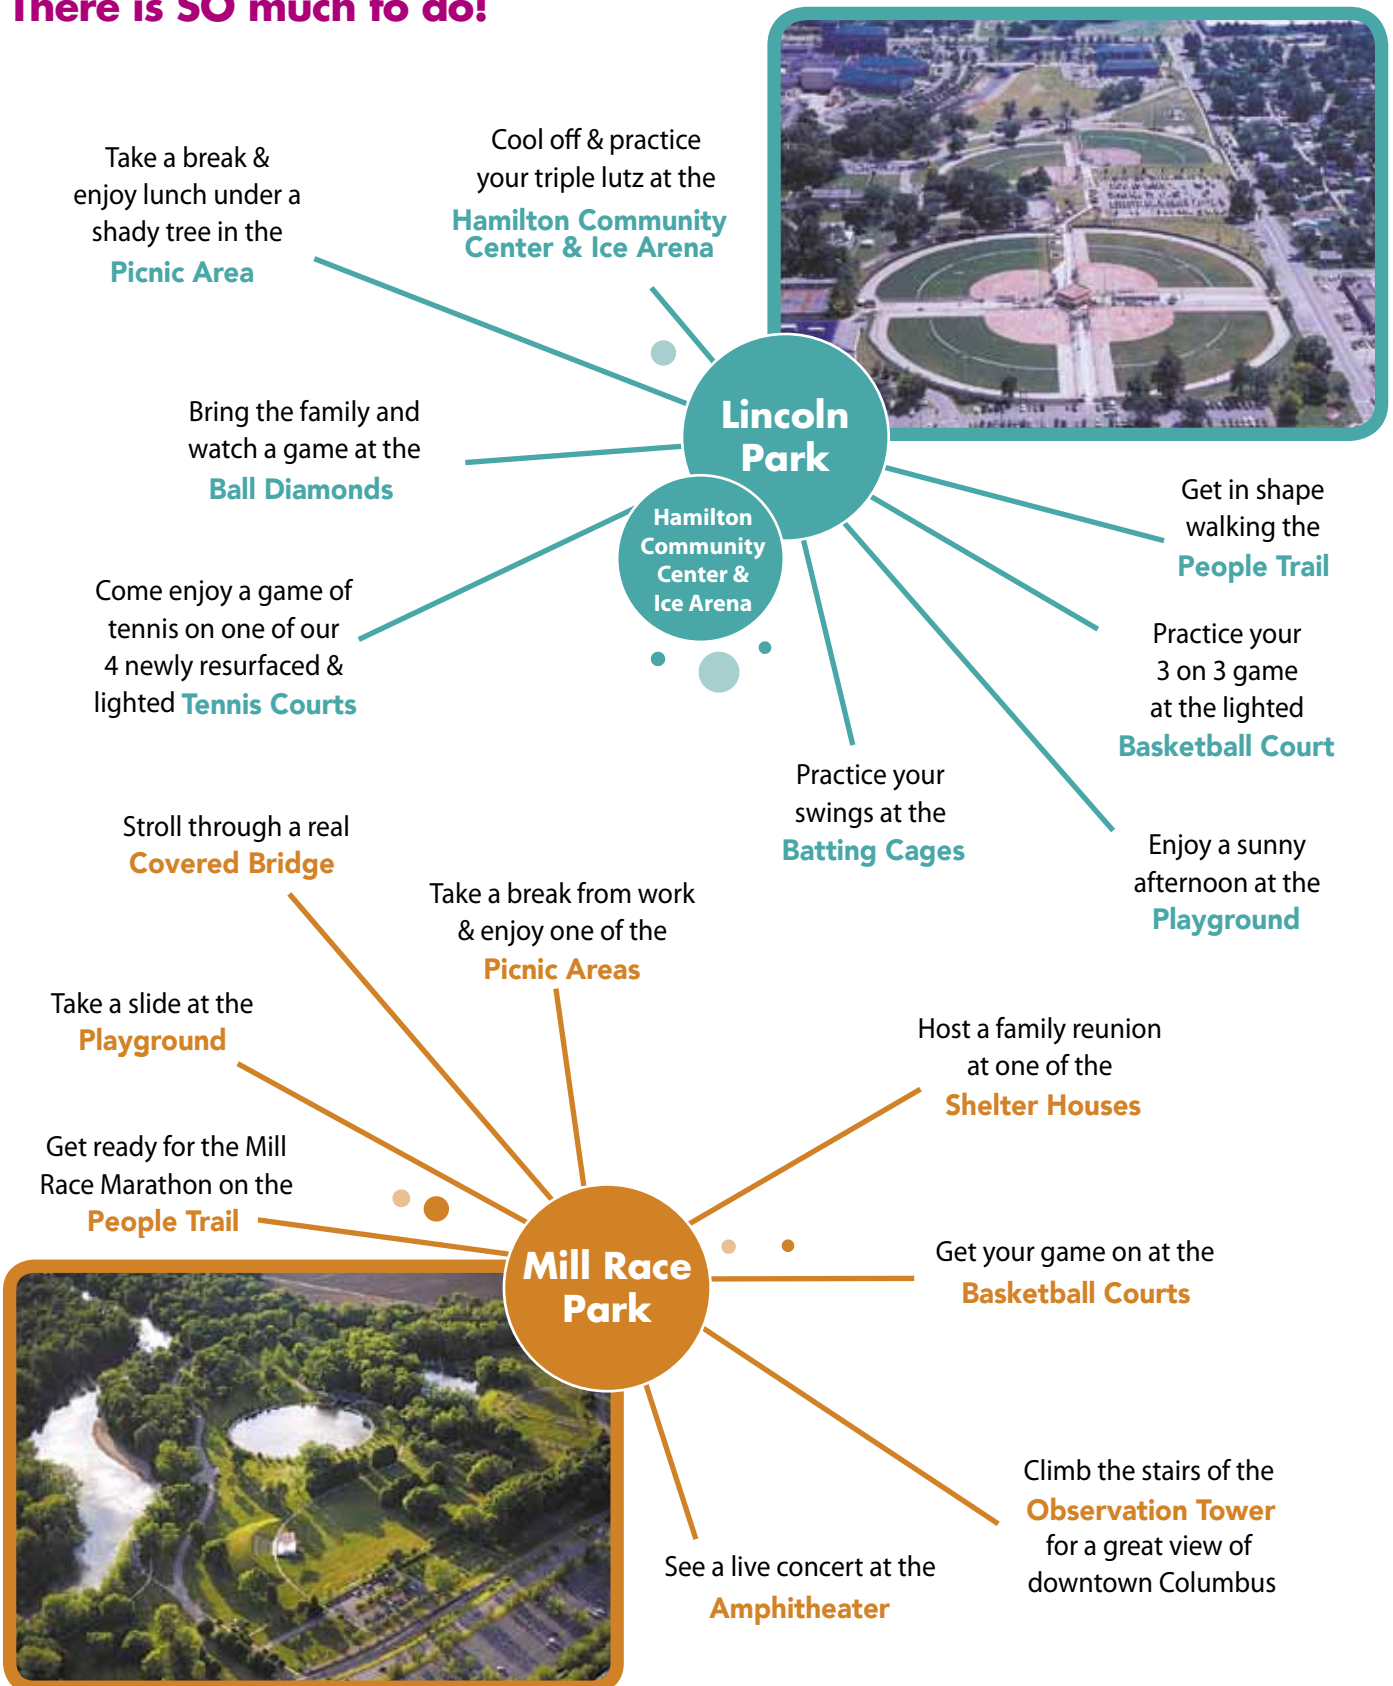 There is SO much to do!
Take a break &
enjoy lunch under a
shady tree in the
Picnic Area
Cool off & practice
your triple lutz at the
Hamilton Community
Center & Ice Arena
Bring the family and
watch a game at the
Ball Diamonds
Lincoln
Park
Hamilton
Community
Center &
Ice Arena
Come enjoy a game of
tennis on one of our
4 newly resurfaced &
lighted Tennis Courts
Get in shape
walking the
People Trail
Practice your
3 on 3 game
at the lighted
Basketball Court
Practice your
swings at the
Batting Cages
Enjoy a sunny
afternoon at the
Playground
Stroll through a real
Covered Bridge
Take a break from work
& enjoy one of the
Picnic Areas
Take a slide at the
Playground
Host a family reunion
at one of the
Shelter Houses
Get ready for the Mill
Race Marathon on the
People Trail
Mill Race
Park
Get your game on at the
Basketball Courts
Climb the stairs of the
Observation Tower
for a great view of
downtown Columbus
See a live concert at the
Amphitheater